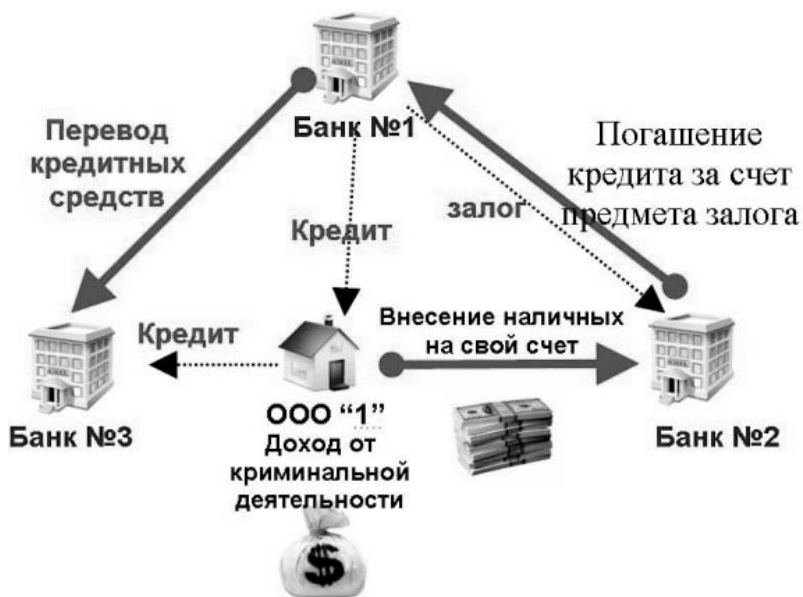 Банк №1
Перевод
кредитных
средств
Погашение
кредита за счет
предмета залога
залог
Кредит
Кредит
Внесение наличных
на свой счет
Банк №3
ООО “1”
Доход от
криминальной
деятельности
Банк №2
$